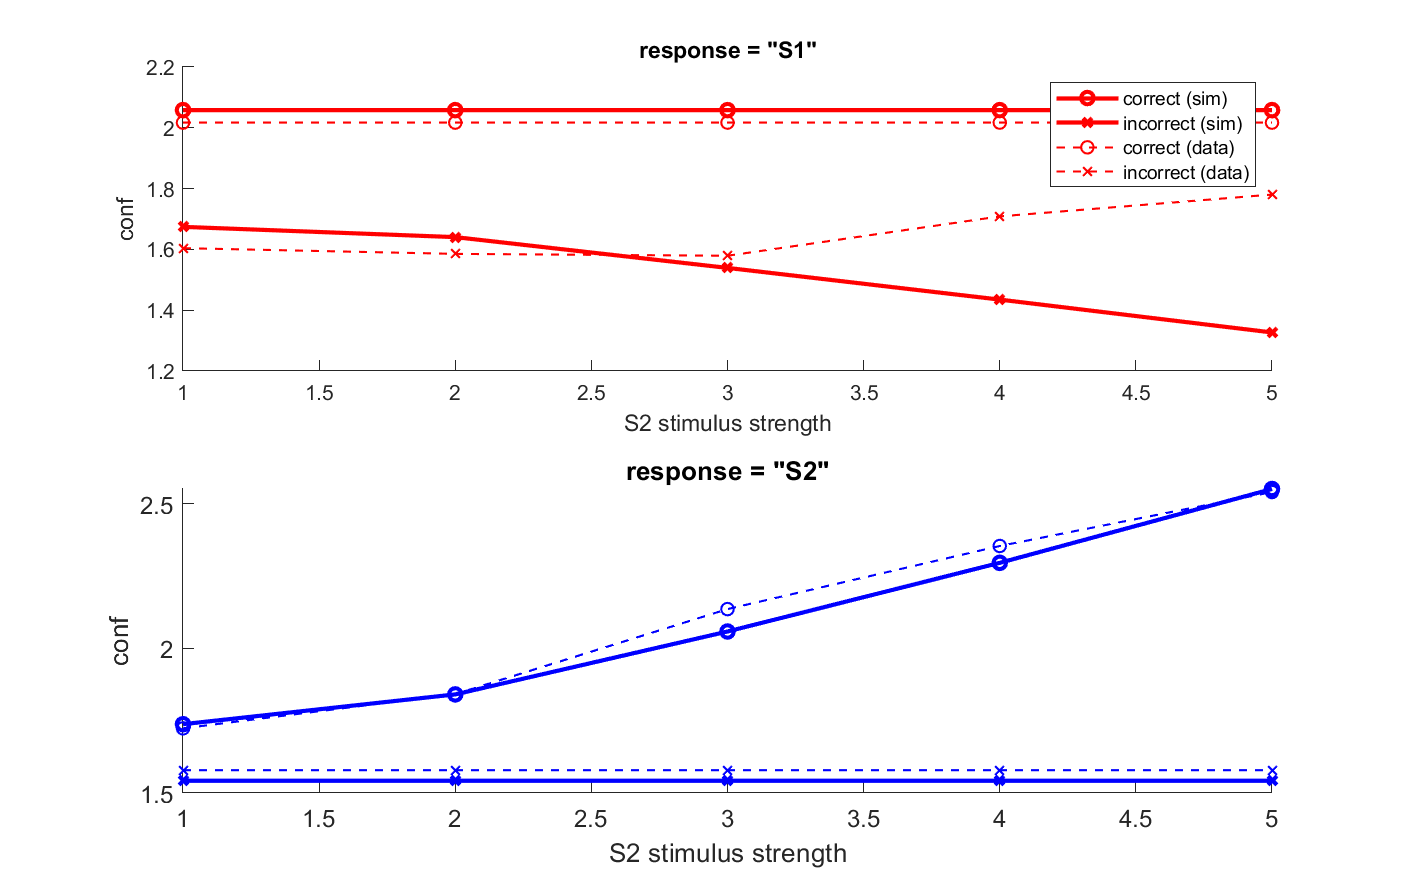 response = "S1"
2.2
2
1.8
1.6
1.4
1.2
conf
correct (sim)
incorrect (sim)
correct (data)
incorrect (data)
1 1.5 2 2.5 3 3.5 4 4.5 5
S2 stimulus strength
response = "S2"
2.5
2
1.5
conf
1 1.5 2 2.5 3 3.5 4 4.5 5
S2 stimulus strength